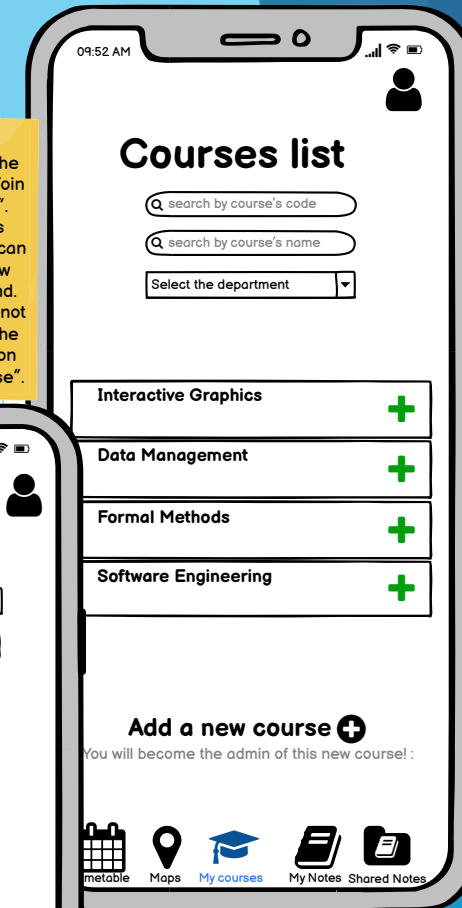 09:52 AM
Courses list
search by course's code
search by course's name
Select the department
Interactive Graphics
Data Management
Formal Methods
Software Engineering
Add a new course
You will become the admin of this new course! :
Maps
My courses
My Notes
Shared Notes
can
not